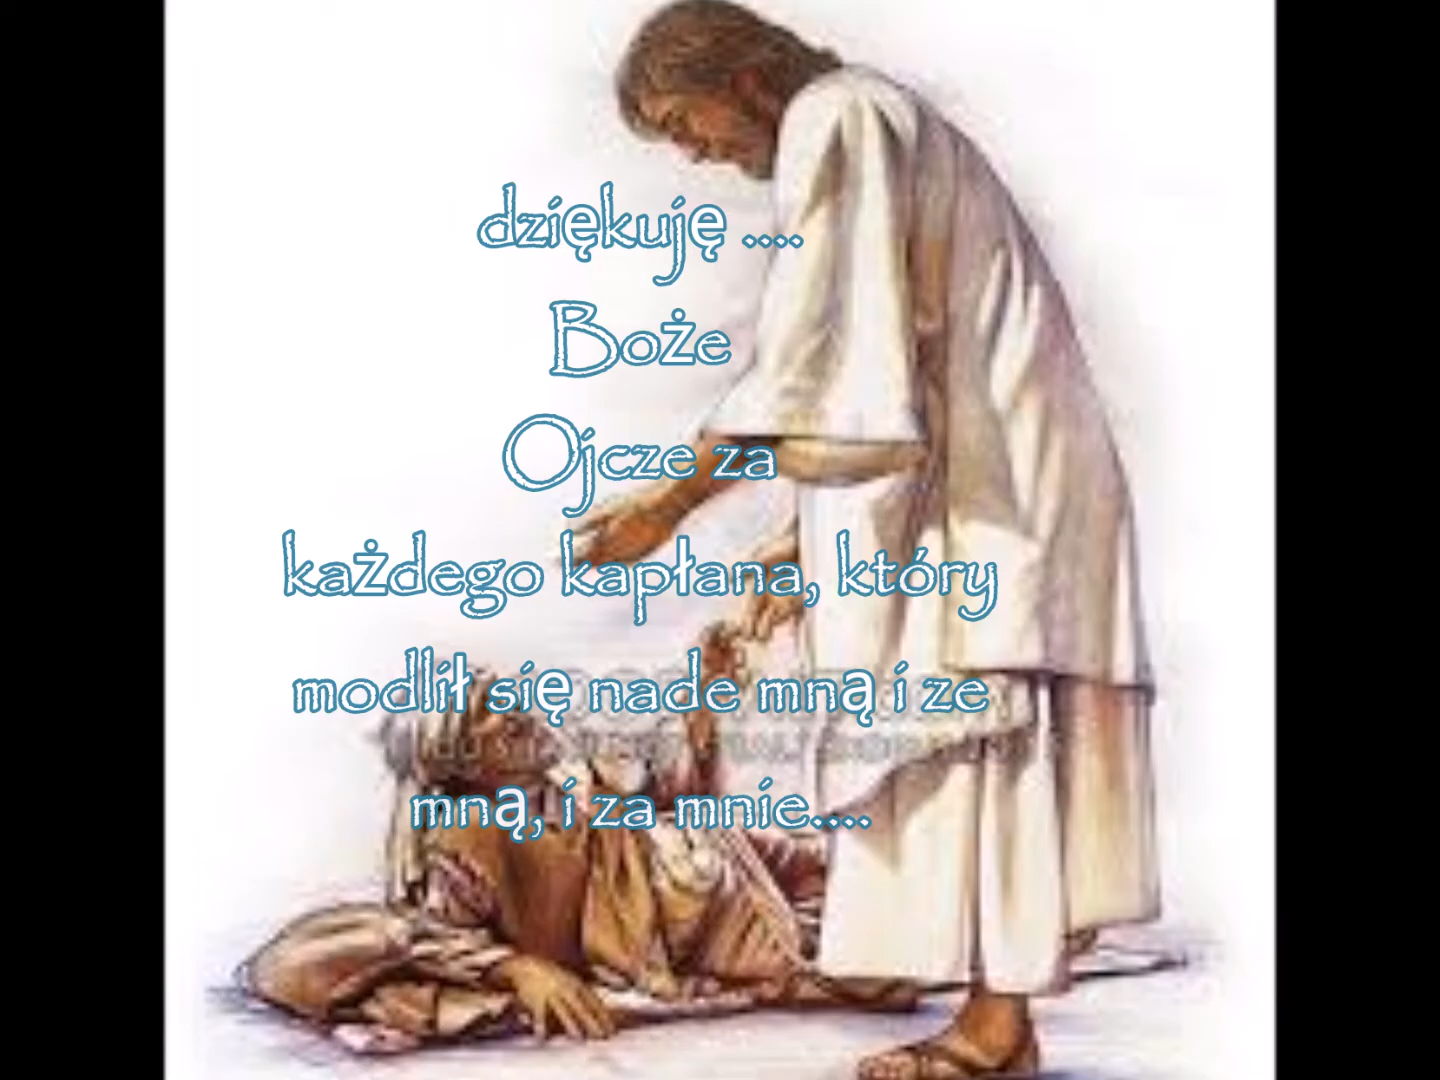 dziękuję ....
Boże
Ojcze za
każdego kapłana, który
modlił się nade mną i ze
mną, i za mnie....